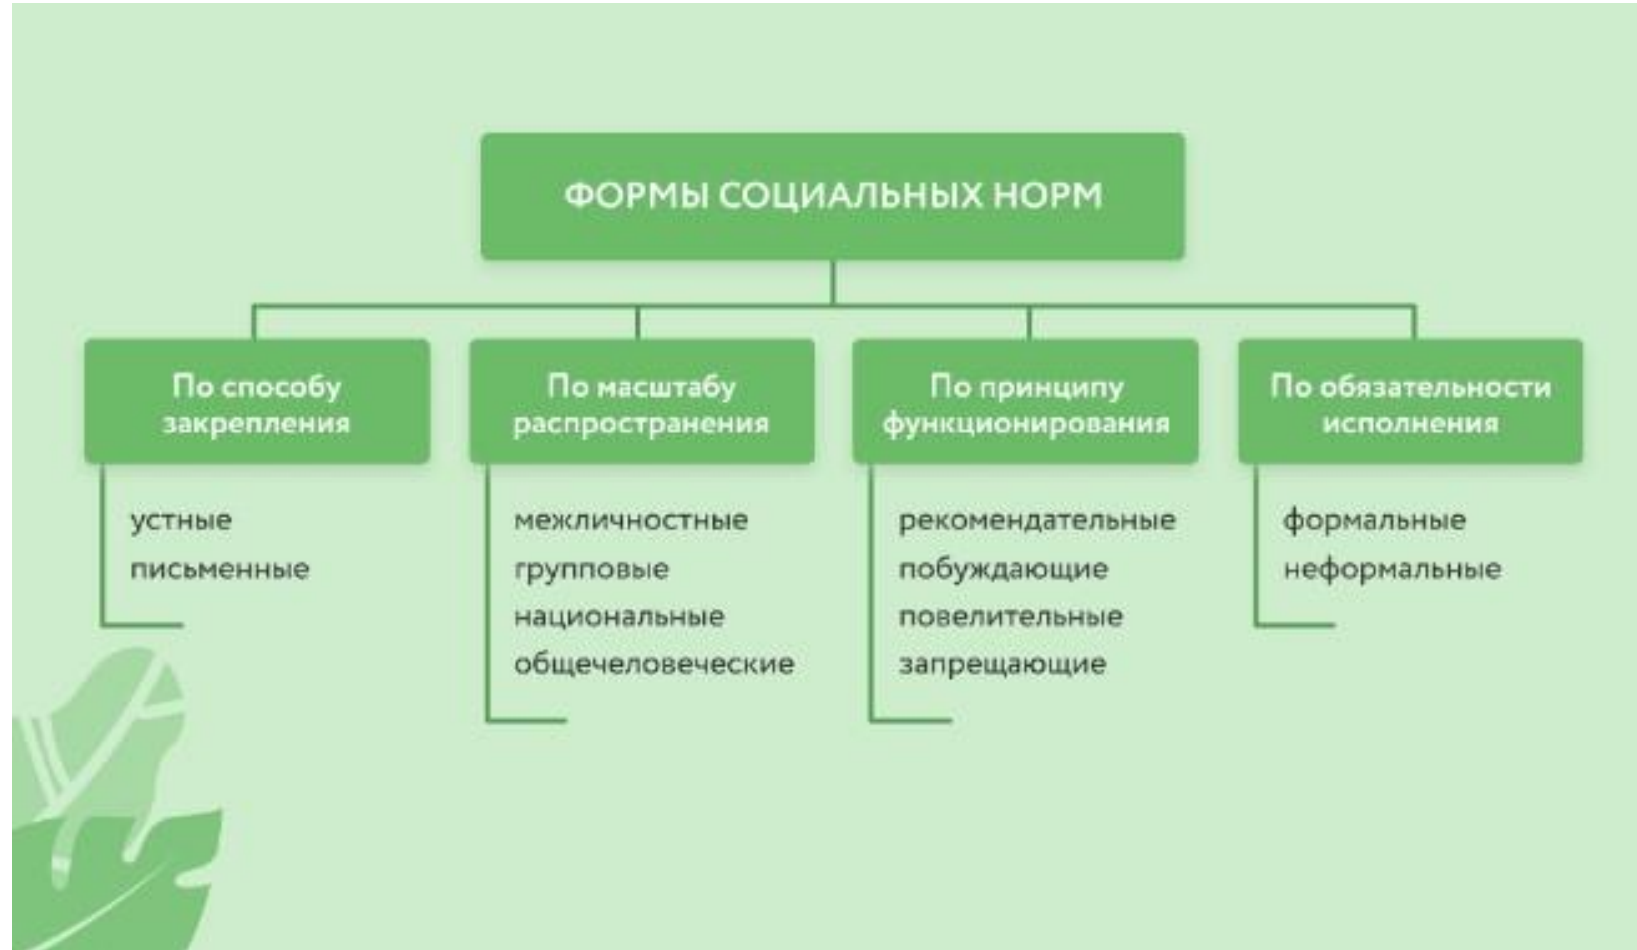 ФОРМЫ СОЦИАЛЬНЫХ НОРМ
По способу
закрепления
устные
письменные
По масштабу
распространения
межличностные
групповые
национальные
общечеловеческие
По принципу
функционирования
рекомендательные
побуждающие
повелительные
запрещающие
По обязательности
исполнения
формальные
неформальные